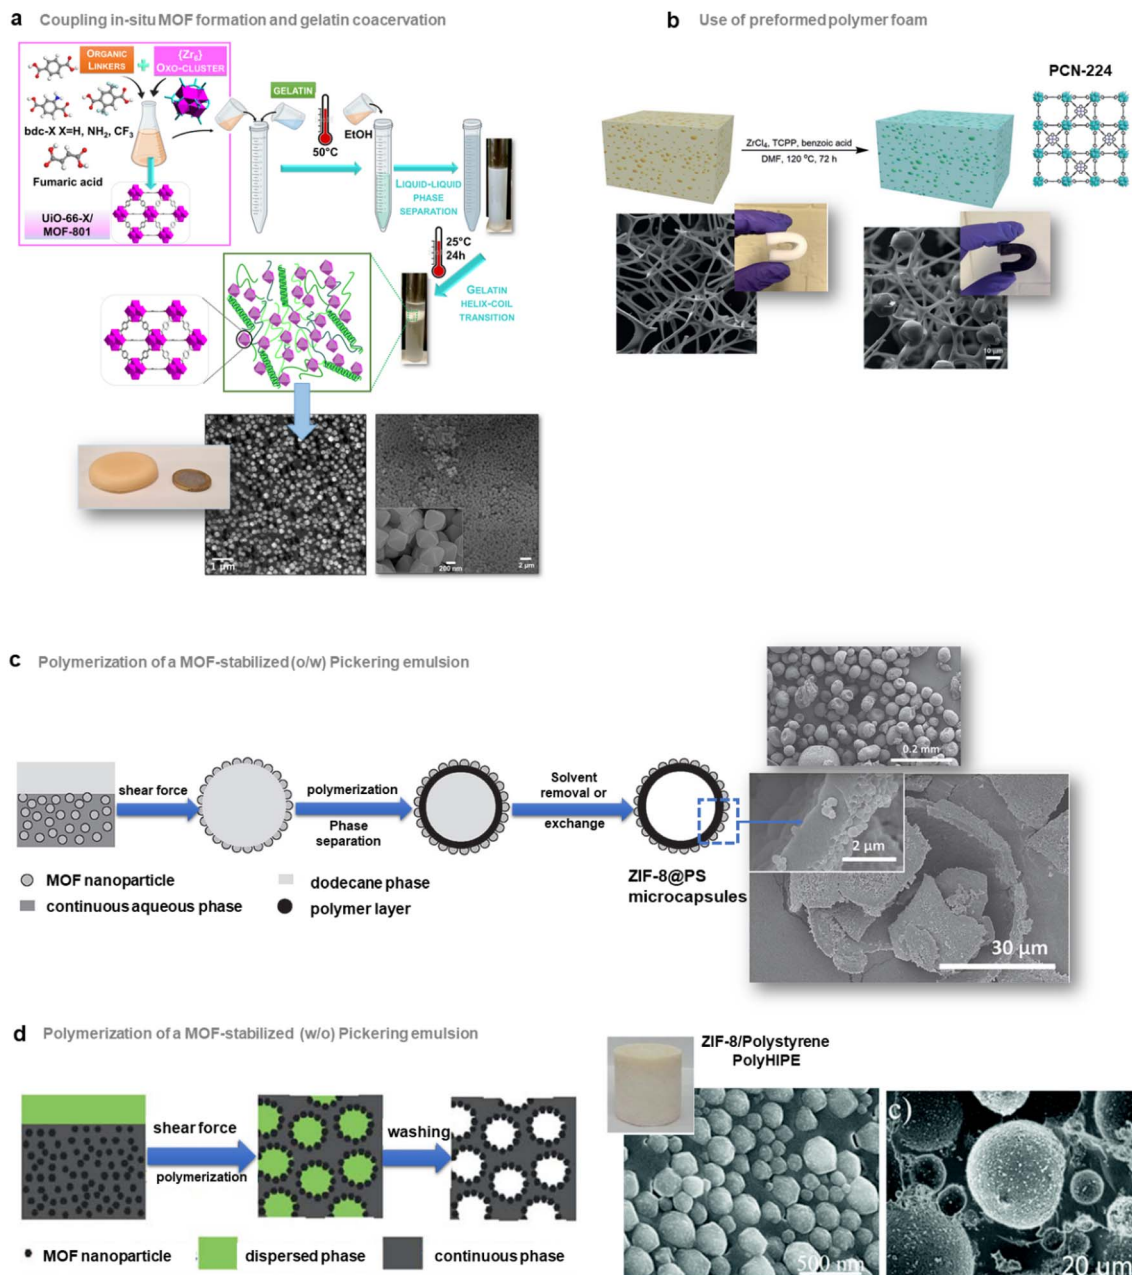 a Coupling in-situ MOF formation and gelatin coacervation
ORGANIC
LINKERS
{Zr6}
OXO-CLUSTER
bdc-X X=H, NH2, CF3
Fumaric acid
UiO-66-X/
MOF-801
GELATIN
50°C
EtOH
LIQUID-LIQUID
PHASE
SEPARATION
25°C
24h
GELATIN
HELIX-COIL
TRANSITION
1 µm
200 nm
2 µm
b Use of preformed polymer foam
PCN-224
ZrCl4, TCPP, benzoic acid
DMF, 120 °C, 72 h
10 µm
c Polymerization of a MOF-stabilized (o/w) Pickering emulsion
shear force
polymerization
Phase
separation
Solvent
removal or
exchange
ZIF-8@PS
microcapsules
MOF nanoparticle
continuous aqueous phase
dodecane phase
polymer layer
0.2 mm
2 µm
30 µm
d Polymerization of a MOF-stabilized (w/o) Pickering emulsion
shear force
polymerization
washing
MOF nanoparticle
dispersed phase
continuous phase
ZIF-8/Polystyrene
PolyHIPE
500 nm
c)
20 µm